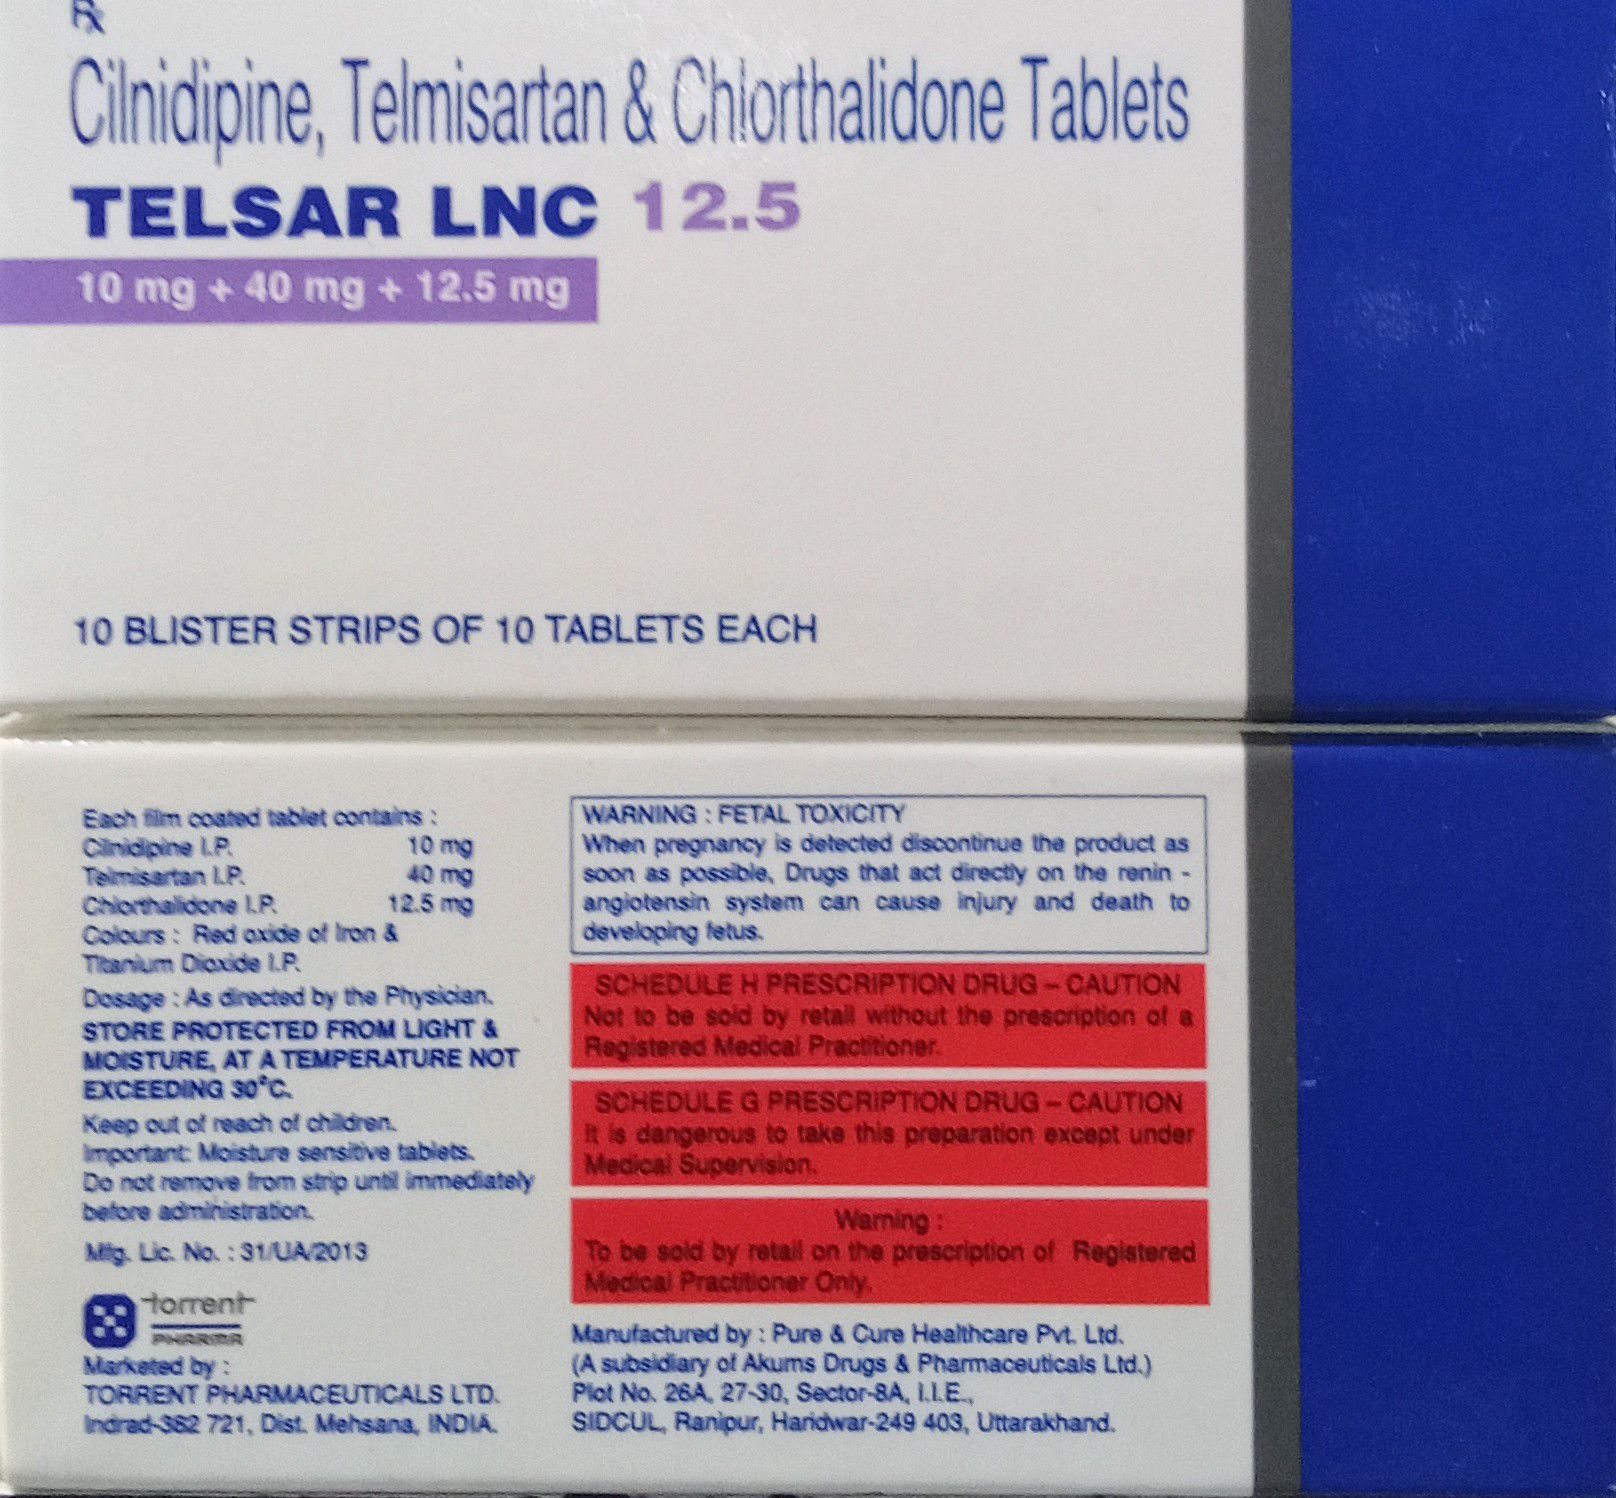 Rx
Cilnidipine, Telmisartan & Chlorthalidone Tablets
TELSAR LNC 12.5
10 mg + 40 mg + 12.5 mg
10 BLISTER STRIPS OF 10 TABLETS EACH
Each film coated tablet contains :
Cilnidipine I.P. 10 mg
Telmisartan I.P. 40 mg
Chlorthalidone I.P. 12.5 mg
Colours : Red oxide of Iron &
Titanium Dioxide I.P.
Dosage : As directed by the Physician.
STORE PROTECTED FROM LIGHT &
MOISTURE, AT A TEMPERATURE NOT
EXCEEDING 30°C.
Keep out of reach of children.
Important: Moisture sensitive tablets.
Do not remove from strip until immediately
before administration.
Mfg. Lic. No. : 31/UA/2013
torrent
PHARMA
Marketed by :
TORRENT PHARMACEUTICALS LTD.
Indrad-382 721, Dist. Mehsana, INDIA.
WARNING : FETAL TOXICITY
When pregnancy is detected discontinue the product as
soon as possible, Drugs that act directly on the renin -
angiotensin system can cause injury and death to
developing fetus.
SCHEDULE H PRESCRIPTION DRUG – CAUTION
Not to be sold by retail without the prescription of a
Registered Medical Practitioner.
SCHEDULE G PRESCRIPTION DRUG – CAUTION
It is dangerous to take this preparation except under
Medical Supervision.
Warning :
To be sold by retail on the prescription of Registered
Medical Practitioner Only.
Manufactured by : Pure & Cure Healthcare Pvt. Ltd.
(A subsidiary of Akums Drugs & Pharmaceuticals Ltd.)
Plot No. 26A, 27-30, Sector-8A, I.I.E.,
SIDCUL, Ranipur, Haridwar-249 403, Uttarakhand.